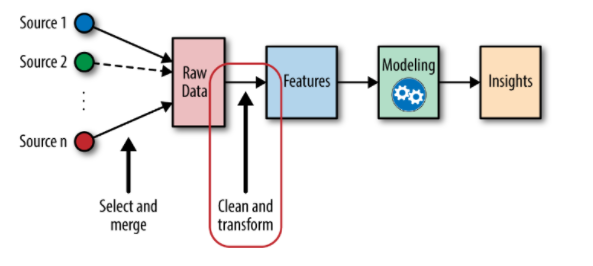 Source 1
Source 2
Source n
Raw
Data
Features
Modeling
Insights
Select and
merge
Clean and
transform